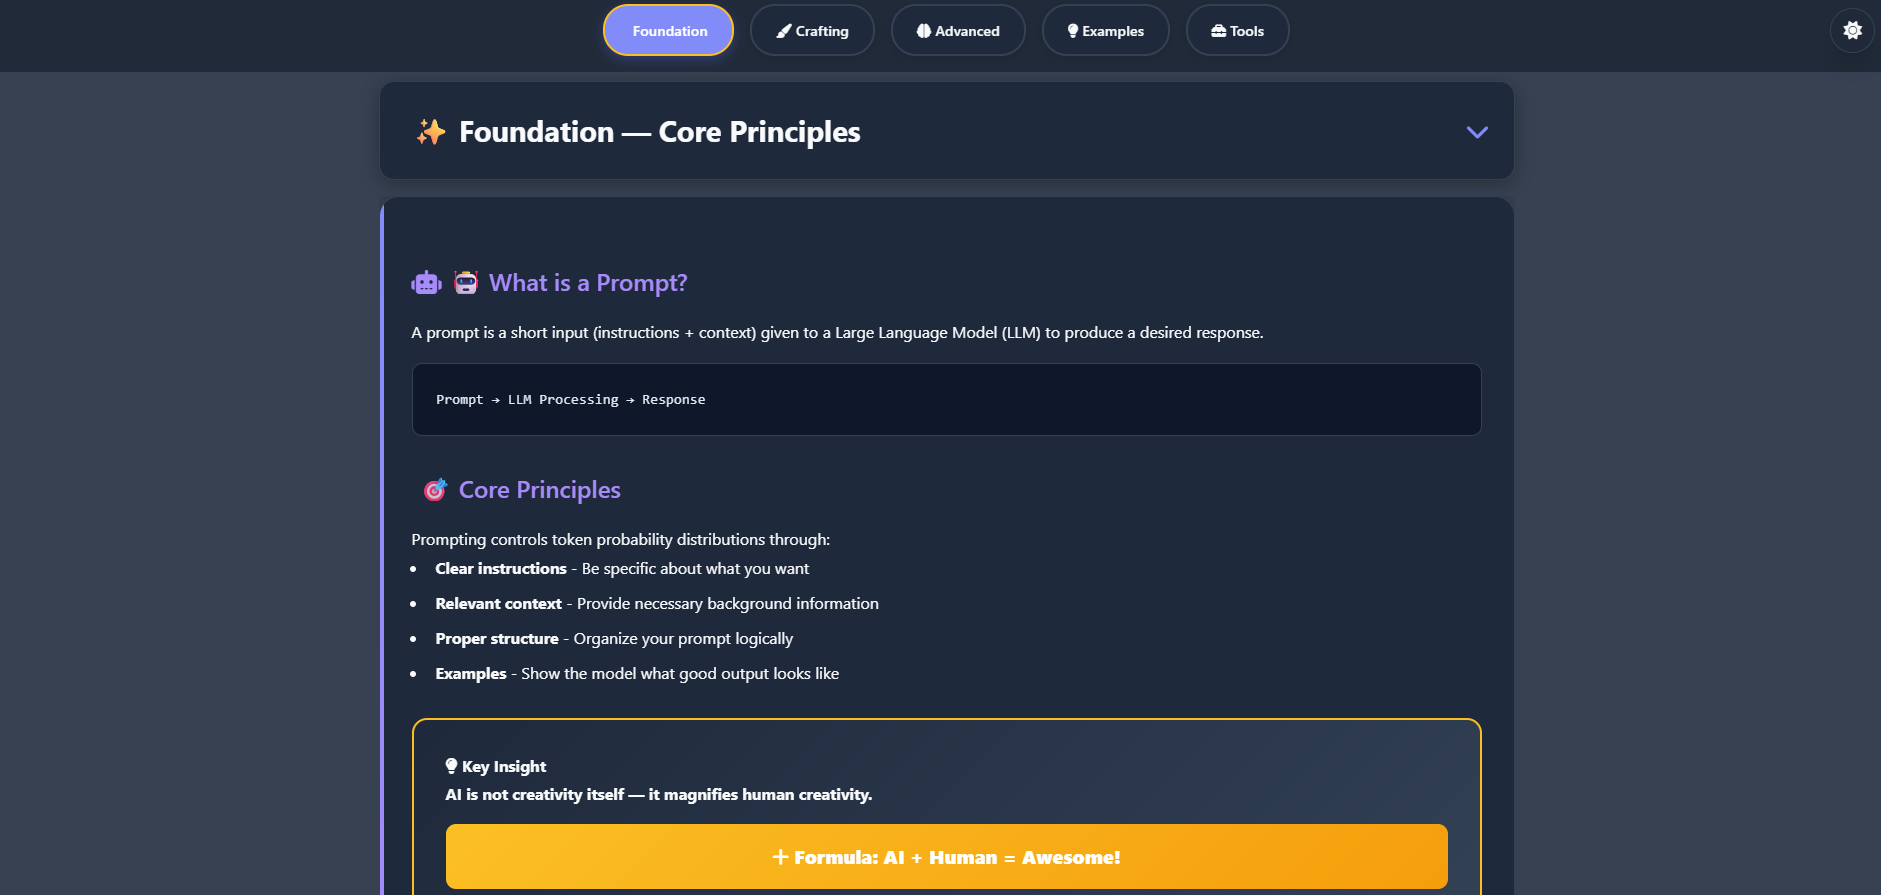 Foundation
Crafting
Advanced
Examples
Tools
Foundation — Core Principles
What is a Prompt?
A prompt is a short input (instructions + context) given to a Large Language Model (LLM) to produce a desired response.
Prompt → LLM Processing → Response
Core Principles
Prompting controls token probability distributions through:
• Clear instructions - Be specific about what you want
• Relevant context - Provide necessary background information
• Proper structure - Organize your prompt logically
• Examples - Show the model what good output looks like
Key Insight
AI is not creativity itself — it magnifies human creativity.
+ Formula: AI + Human = Awesome!